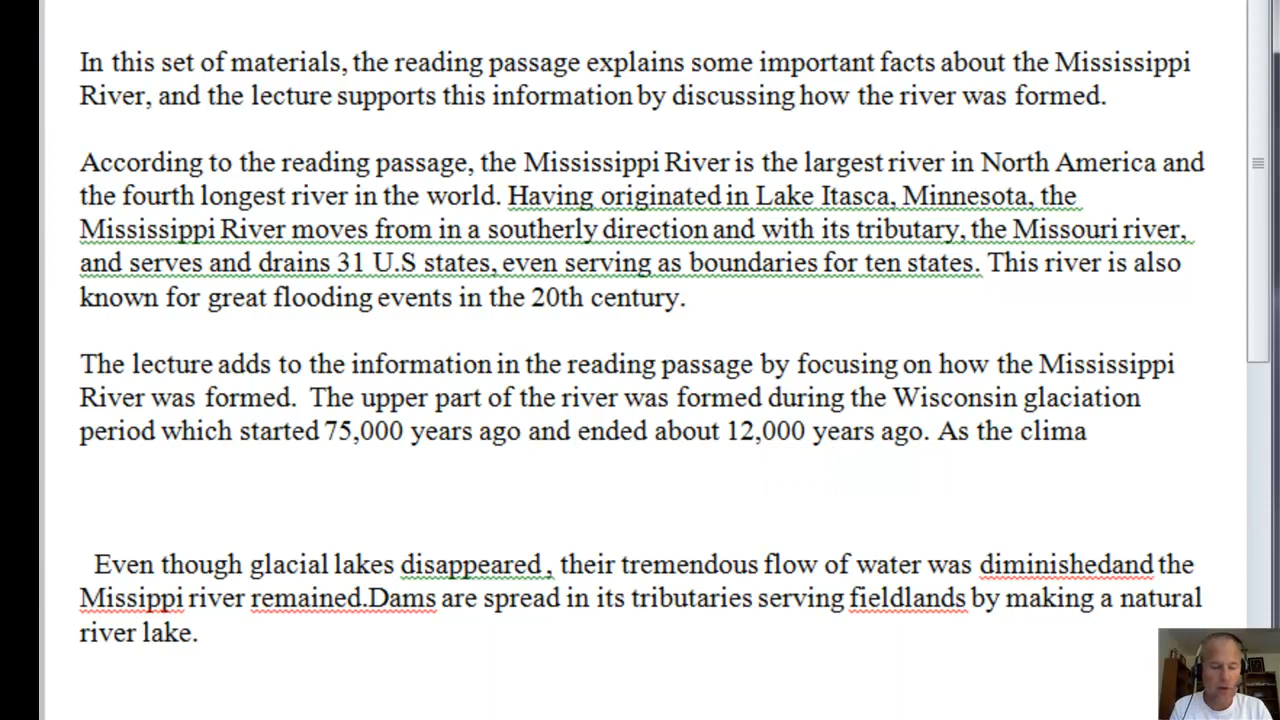 In this set of materials, the reading passage explains some important facts about the Mississippi
River, and the lecture supports this information by discussing how the river was formed.
According to the reading passage, the Mississippi River is the largest river in North America and
the fourth longest river in the world. Having originated in Lake Itasca, Minnesota, the
Mississippi River moves from in a southerly direction and with its tributary, the Missouri river,
and serves and drains 31 U.S states, even serving as boundaries for ten states. This river is also
known for great flooding events in the 20th century.
The lecture adds to the information in the reading passage by focusing on how the Mississippi
River was formed.  The upper part of the river was formed during the Wisconsin glaciation
period which started 75,000 years ago and ended about 12,000 years ago. As the clima
Even though glacial lakes disappeared , their tremendous flow of water was diminishedand the
Missippi river remained.Dams are spread in its tributaries serving fieldlands by making a natural
river lake.